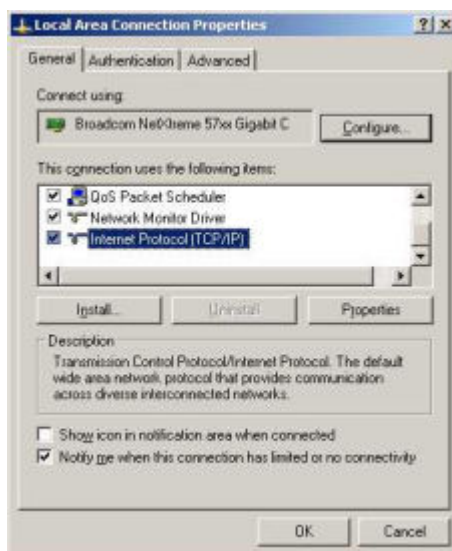 Local Area Connection Properties
General Authentication Advanced
Connect using:
Broadcom NetXtreme 57xx Gigabit C
Configure...
This connection uses the following items:
QoS Packet Scheduler
Network Monitor Driver
Internet Protocol (TCP/IP)
Install... Uninstall Properties
Description
Transmission Control Protocol/Internet Protocol. The default
wide area network protocol that provides communication
across diverse interconnected networks.
Show icon in notification area when connected
Notify me when this connection has limited or no connectivity
OK Cancel